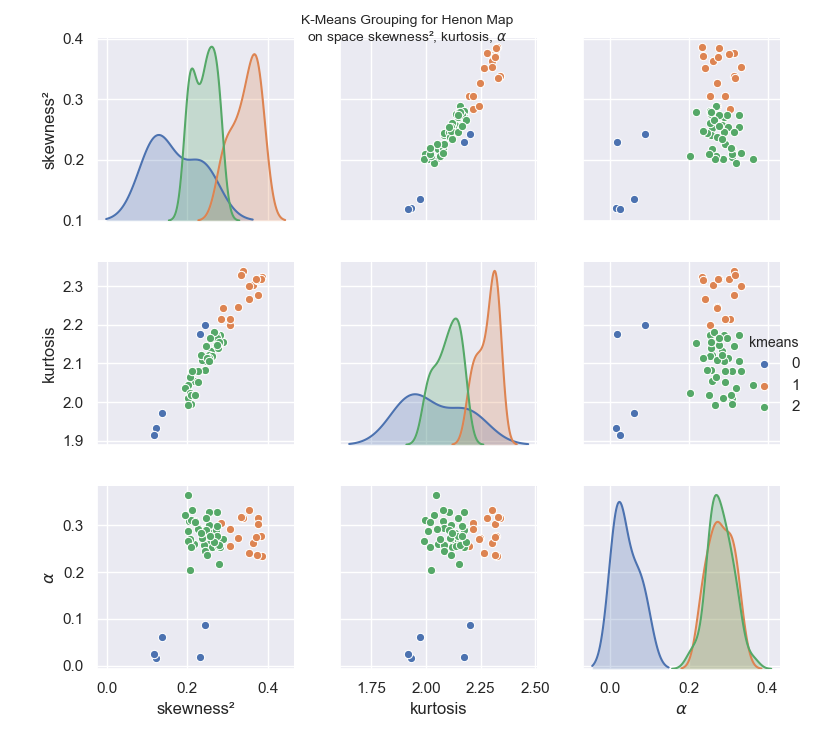 K-Means Grouping for Henon Map
on space skewness², kurtosis, α
0.4
0.3
0.2
0.1
skewness²
2.3
2.2
2.1
2.0
1.9
kurtosis
kmeans
0
1
2
0.3
0.2
0.1
0.0
α
0.0 0.2 0.4
1.75 2.00 2.25 2.50
0.0 0.2 0.4
skewness² kurtosis α